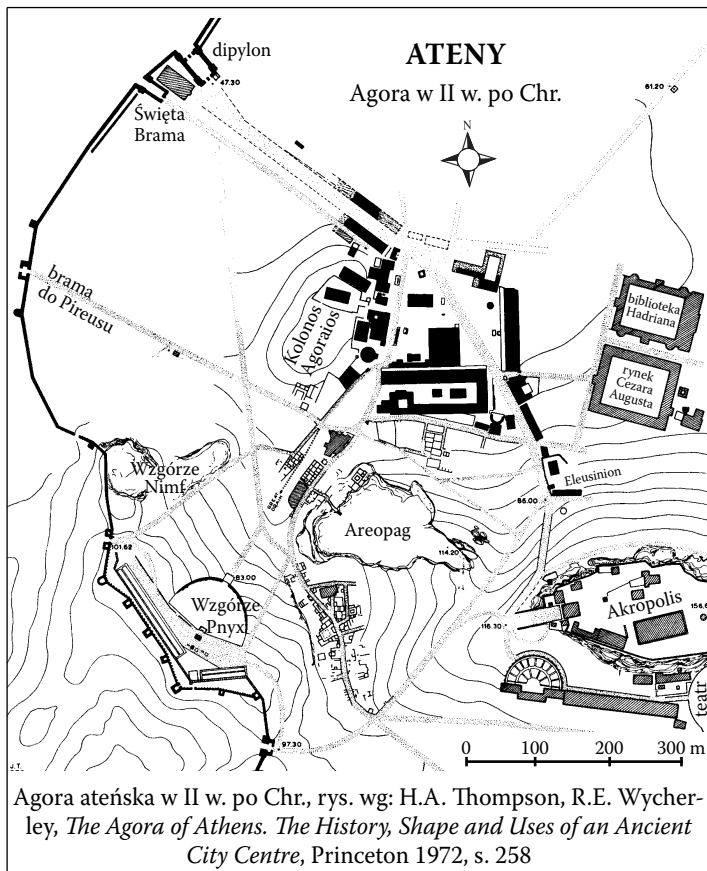 ATENY
Agora w II w. po Chr.
dipylon
47.30
61.20
Święta
Brama
N
brama
do Pireusu
Kolonos
Agoraios
biblioteka
Hadriana
rynek
Cezara
Augusta
Wzgórze
Nimf
Eleusinion
86.00
Areopag
114.20
101.62
83.00
Wzgórze
Pnyx
Akropolis
156.6
116.30
teatr
97.30
0 100 200 300 m
J.T.
Agora ateńska w II w. po Chr., rys. wg: H.A. Thompson, R.E. Wycher-
ley, The Agora of Athens. The History, Shape and Uses of an Ancient
City Centre, Princeton 1972, s. 258